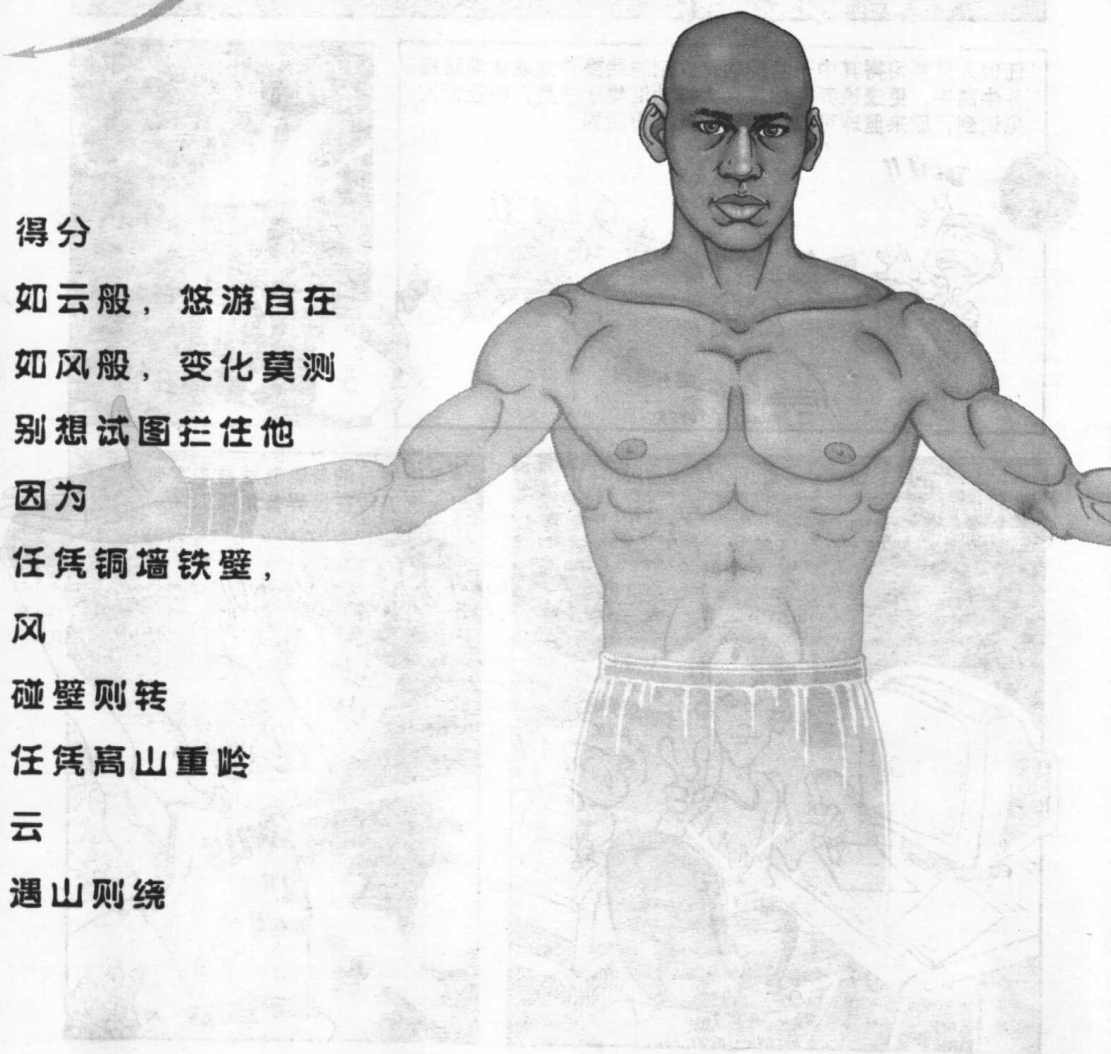 得分
如云般，悠游自在
如风般，变化莫测
别想试图拦住他
因为
任凭铜墙铁壁，
风
碰壁则转
任凭高山重岭
云
遇山则绕